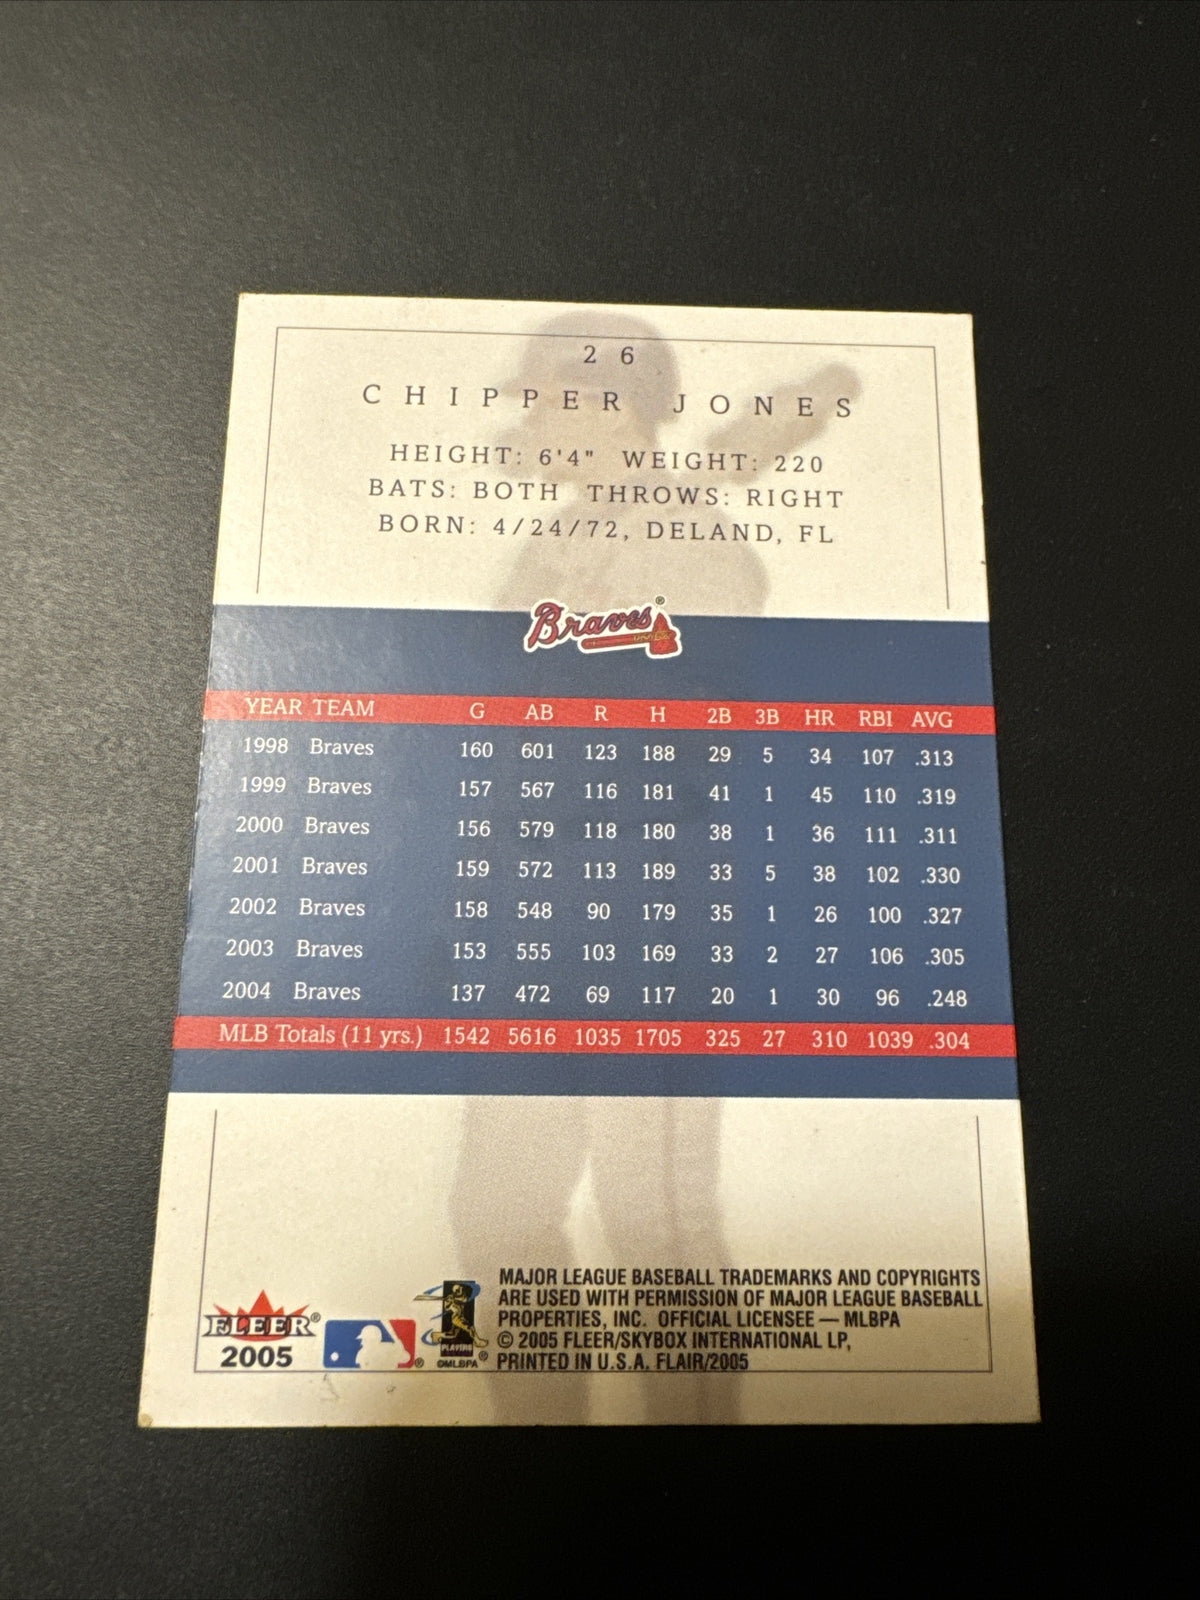 26
CHIPPER JONES
HEIGHT: 6'4" WEIGHT: 220
BATS: BOTH THROWS: RIGHT
BORN: 4/24/72, DELAND, FL
Braves®
YEAR TEAM G AB R H 2B 3B HR RBI AVG
1998 Braves 160 601 123 188 29 5 34 107 .313
1999 Braves 157 567 116 181 41 1 45 110 .319
2000 Braves 156 579 118 180 38 1 36 111 .311
2001 Braves 159 572 113 189 33 5 38 102 .330
2002 Braves 158 548 90 179 35 1 26 100 .327
2003 Braves 153 555 103 169 33 2 27 106 .305
2004 Braves 137 472 69 117 20 1 30 96 .248
MLB Totals (11 yrs.) 1542 5616 1035 1705 325 27 310 1039 .304
MAJOR LEAGUE BASEBALL TRADEMARKS AND COPYRIGHTS
ARE USED WITH PERMISSION OF MAJOR LEAGUE BASEBALL
PROPERTIES, INC. OFFICIAL LICENSEE — MLBPA
© 2005 FLEER/SKYBOX INTERNATIONAL LP,
PRINTED IN U.S.A. FLAIR/2005
FLEER®
2005
®
PLAYERS
©MLBPA®